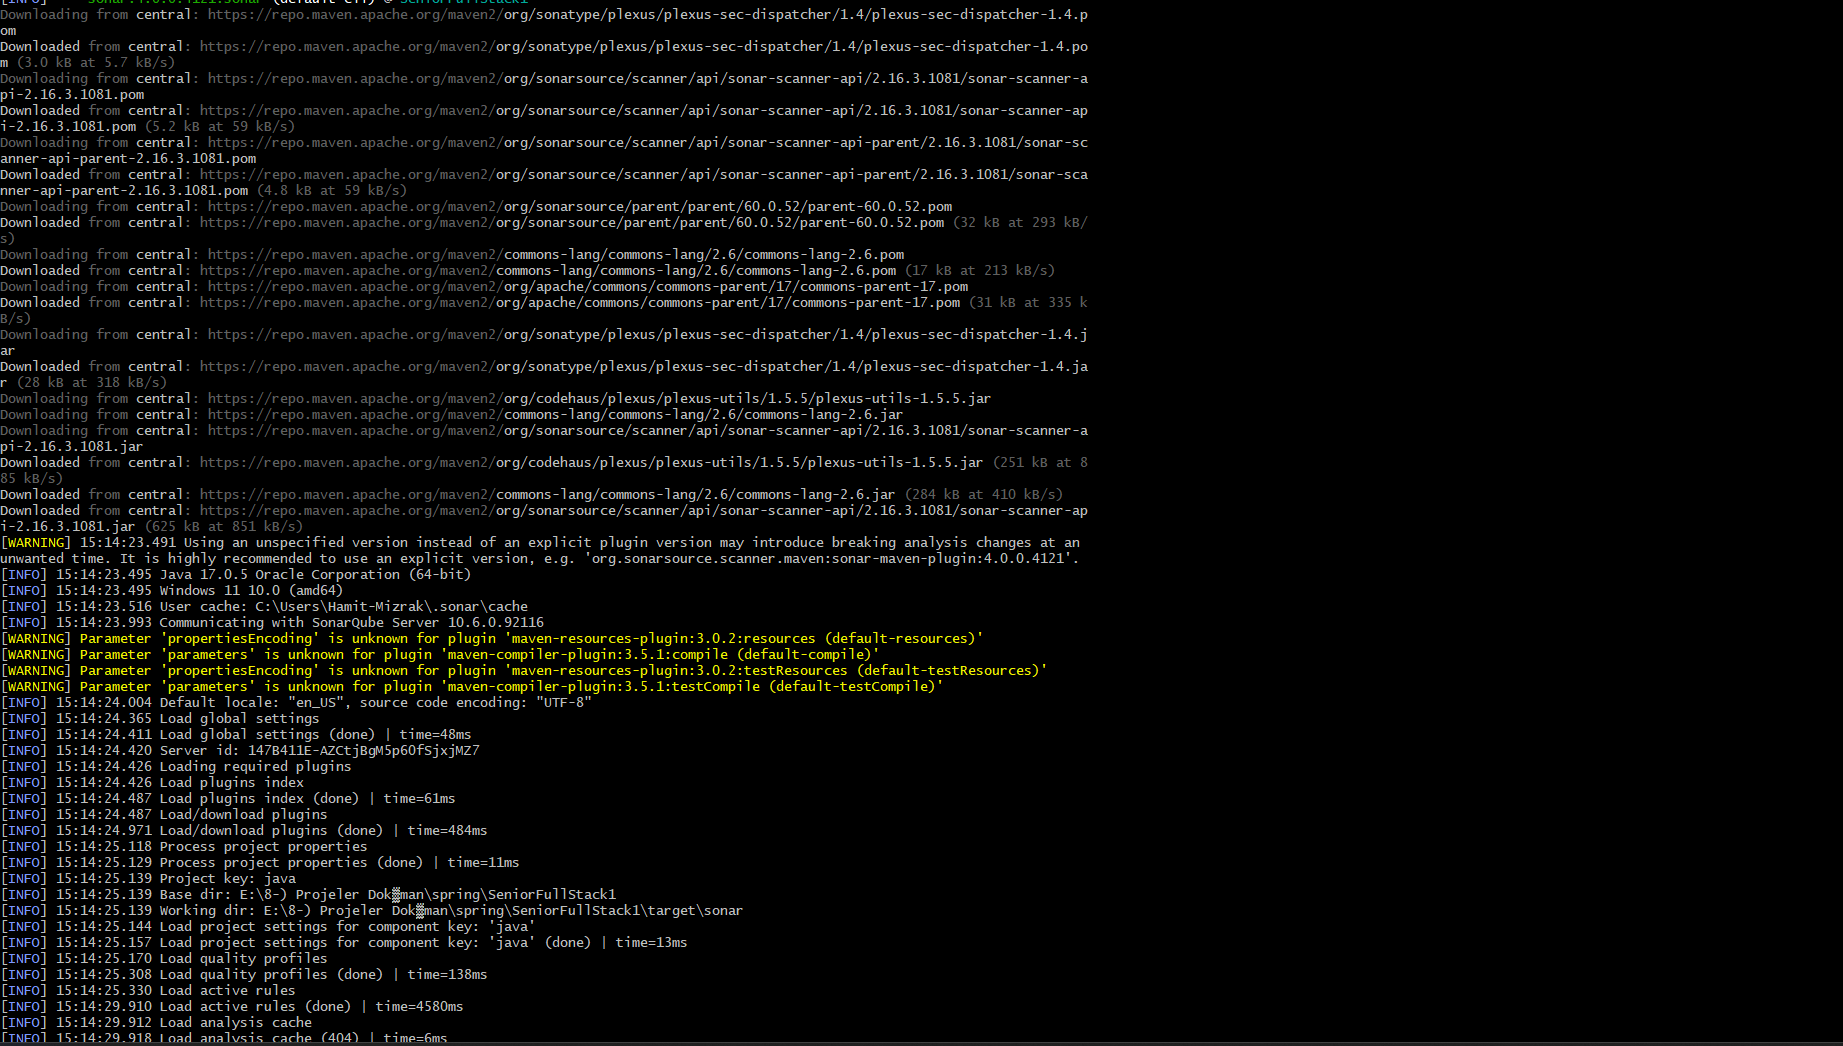 [INFO] --- sonar:4.0.0.4121:sonar (default-cli) @ SeniorFullStack1
Downloading from central: https://repo.maven.apache.org/maven2/org/sonatype/plexus/plexus-sec-dispatcher/1.4/plexus-sec-dispatcher-1.4.p
om
Downloaded from central: https://repo.maven.apache.org/maven2/org/sonatype/plexus/plexus-sec-dispatcher/1.4/plexus-sec-dispatcher-1.4.po
m (3.0 kB at 5.7 kB/s)
Downloading from central: https://repo.maven.apache.org/maven2/org/sonarsource/scanner/api/sonar-scanner-api/2.16.3.1081/sonar-scanner-a
pi-2.16.3.1081.pom
Downloaded from central: https://repo.maven.apache.org/maven2/org/sonarsource/scanner/api/sonar-scanner-api/2.16.3.1081/sonar-scanner-ap
i-2.16.3.1081.pom (5.2 kB at 59 kB/s)
Downloading from central: https://repo.maven.apache.org/maven2/org/sonarsource/scanner/api/sonar-scanner-api-parent/2.16.3.1081/sonar-sc
anner-api-parent-2.16.3.1081.pom
Downloaded from central: https://repo.maven.apache.org/maven2/org/sonarsource/scanner/api/sonar-scanner-api-parent/2.16.3.1081/sonar-sca
nner-api-parent-2.16.3.1081.pom (4.8 kB at 59 kB/s)
Downloading from central: https://repo.maven.apache.org/maven2/org/sonarsource/parent/parent/60.0.52/parent-60.0.52.pom
Downloaded from central: https://repo.maven.apache.org/maven2/org/sonarsource/parent/parent/60.0.52/parent-60.0.52.pom (32 kB at 293 kB/
s)
Downloading from central: https://repo.maven.apache.org/maven2/commons-lang/commons-lang/2.6/commons-lang-2.6.pom
Downloaded from central: https://repo.maven.apache.org/maven2/commons-lang/commons-lang/2.6/commons-lang-2.6.pom (17 kB at 213 kB/s)
Downloading from central: https://repo.maven.apache.org/maven2/org/apache/commons/commons-parent/17/commons-parent-17.pom
Downloaded from central: https://repo.maven.apache.org/maven2/org/apache/commons/commons-parent/17/commons-parent-17.pom (31 kB at 335 k
B/s)
Downloading from central: https://repo.maven.apache.org/maven2/org/sonatype/plexus/plexus-sec-dispatcher/1.4/plexus-sec-dispatcher-1.4.j
ar
Downloaded from central: https://repo.maven.apache.org/maven2/org/sonatype/plexus/plexus-sec-dispatcher/1.4/plexus-sec-dispatcher-1.4.ja
r (28 kB at 318 kB/s)
Downloading from central: https://repo.maven.apache.org/maven2/org/codehaus/plexus/plexus-utils/1.5.5/plexus-utils-1.5.5.jar
Downloading from central: https://repo.maven.apache.org/maven2/commons-lang/commons-lang/2.6/commons-lang-2.6.jar
Downloading from central: https://repo.maven.apache.org/maven2/org/sonarsource/scanner/api/sonar-scanner-api/2.16.3.1081/sonar-scanner-a
pi-2.16.3.1081.jar
Downloaded from central: https://repo.maven.apache.org/maven2/org/codehaus/plexus/plexus-utils/1.5.5/plexus-utils-1.5.5.jar (251 kB at 8
85 kB/s)
Downloaded from central: https://repo.maven.apache.org/maven2/commons-lang/commons-lang/2.6/commons-lang-2.6.jar (284 kB at 410 kB/s)
Downloaded from central: https://repo.maven.apache.org/maven2/org/sonarsource/scanner/api/sonar-scanner-api/2.16.3.1081/sonar-scanner-ap
i-2.16.3.1081.jar (625 kB at 851 kB/s)
[WARNING] 15:14:23.491 Using an unspecified version instead of an explicit plugin version may introduce breaking analysis changes at an
unwanted time. It is highly recommended to use an explicit version, e.g. 'org.sonarsource.scanner.maven:sonar-maven-plugin:4.0.0.4121'.
[INFO] 15:14:23.495 Java 17.0.5 Oracle Corporation (64-bit)
[INFO] 15:14:23.495 Windows 11 10.0 (amd64)
[INFO] 15:14:23.516 User cache: C:\Users\Hamit-Mizrak\.sonar\cache
[INFO] 15:14:23.993 Communicating with SonarQube Server 10.6.0.92116
[WARNING] Parameter 'propertiesEncoding' is unknown for plugin 'maven-resources-plugin:3.0.2:resources (default-resources)'
[WARNING] Parameter 'parameters' is unknown for plugin 'maven-compiler-plugin:3.5.1:compile (default-compile)'
[WARNING] Parameter 'propertiesEncoding' is unknown for plugin 'maven-resources-plugin:3.0.2:testResources (default-testResources)'
[WARNING] Parameter 'parameters' is unknown for plugin 'maven-compiler-plugin:3.5.1:testCompile (default-testCompile)'
[INFO] 15:14:24.004 Default locale: "en_US", source code encoding: "UTF-8"
[INFO] 15:14:24.365 Load global settings
[INFO] 15:14:24.411 Load global settings (done) | time=48ms
[INFO] 15:14:24.420 Server id: 147B411E-AZCtjBgM5p60fSjxjMZ7
[INFO] 15:14:24.426 Loading required plugins
[INFO] 15:14:24.426 Load plugins index
[INFO] 15:14:24.487 Load plugins index (done) | time=61ms
[INFO] 15:14:24.487 Load/download plugins
[INFO] 15:14:24.971 Load/download plugins (done) | time=484ms
[INFO] 15:14:25.118 Process project properties
[INFO] 15:14:25.129 Process project properties (done) | time=11ms
[INFO] 15:14:25.139 Project key: java
[INFO] 15:14:25.139 Base dir: E:\8-) Projeler Dok▒man\spring\SeniorFullStack1
[INFO] 15:14:25.139 Working dir: E:\8-) Projeler Dok▒man\spring\SeniorFullStack1\target\sonar
[INFO] 15:14:25.144 Load project settings for component key: 'java'
[INFO] 15:14:25.157 Load project settings for component key: 'java' (done) | time=13ms
[INFO] 15:14:25.170 Load quality profiles
[INFO] 15:14:25.308 Load quality profiles (done) | time=138ms
[INFO] 15:14:25.330 Load active rules
[INFO] 15:14:29.910 Load active rules (done) | time=4580ms
[INFO] 15:14:29.912 Load analysis cache
[INFO] 15:14:29.918 Load analysis cache (404) | time=6ms